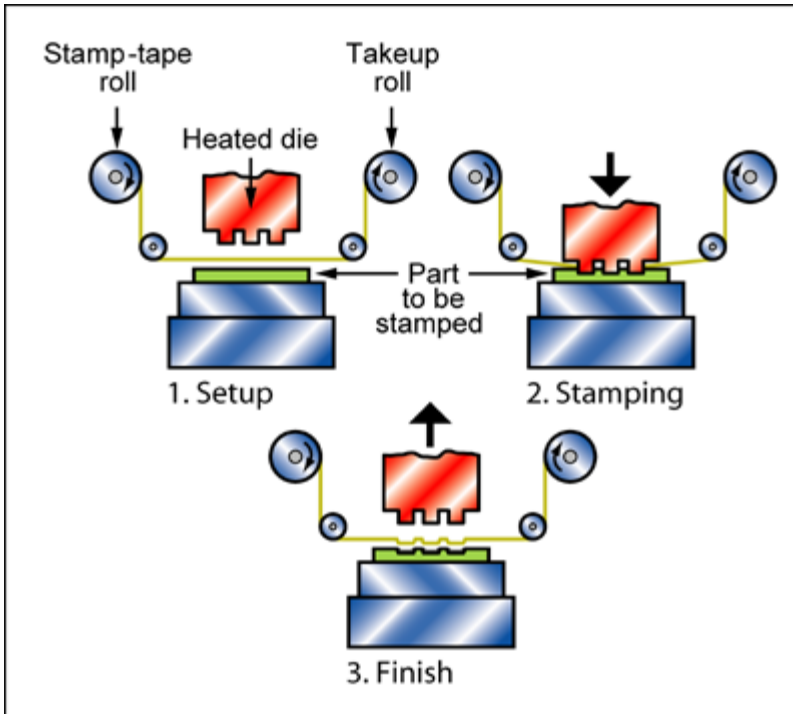 Stamp-tape
roll
Takeup
roll
Heated die
Part
to be
stamped
1. Setup
2. Stamping
3. Finish